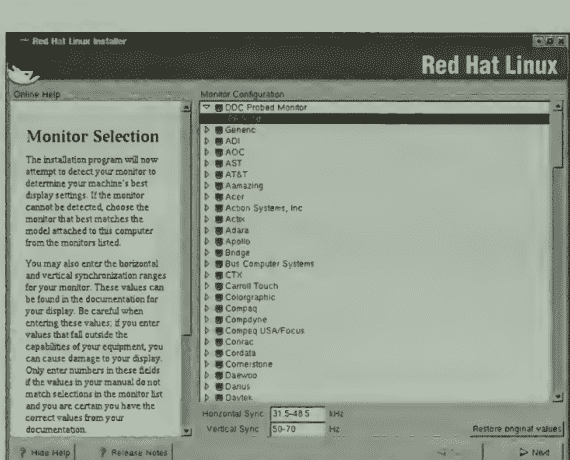 Red Hat Linux Installer
Red Hat Linux
Online Help
Monitor Selection
The installation program will now
attempt to detect your monitor to
determine your machine's best
display settings. If the monitor
cannot be detected, choose the
monitor that best matches the
model attached to this computer
from the monitors listed.
You may also enter the horizontal
and vertical synchronization ranges
for your monitor. These values can
be found in the documentation for
your display. Be careful when
entering these values; if you enter
values that fall outside the
capabilities of your equipment, you
can cause damage to your display.
Only enter numbers in these fields
if the values in your manual do not
match selections in the monitor list
and you are certain you have the
correct values from your
documentation.
Monitor Configuration
DDC Probed Monitor
Generic
ADI
AOC
AST
AT&T
Aamazing
Acer
Action Systems, Inc
Actix
Adara
Apollo
Bridge
Bus Computer Systems
CTX
Carroll Touch
Colorgraphic
Compaq
Compdyne
Compeq USA/Focus
Conrac
Cordata
Cornerstone
Daewoo
Darius
Daytek
Horizontal Sync 31.5-48.5 kHz
Vertical Sync 50-70 Hz
Restore original values
Hide Help
Release Notes
Next